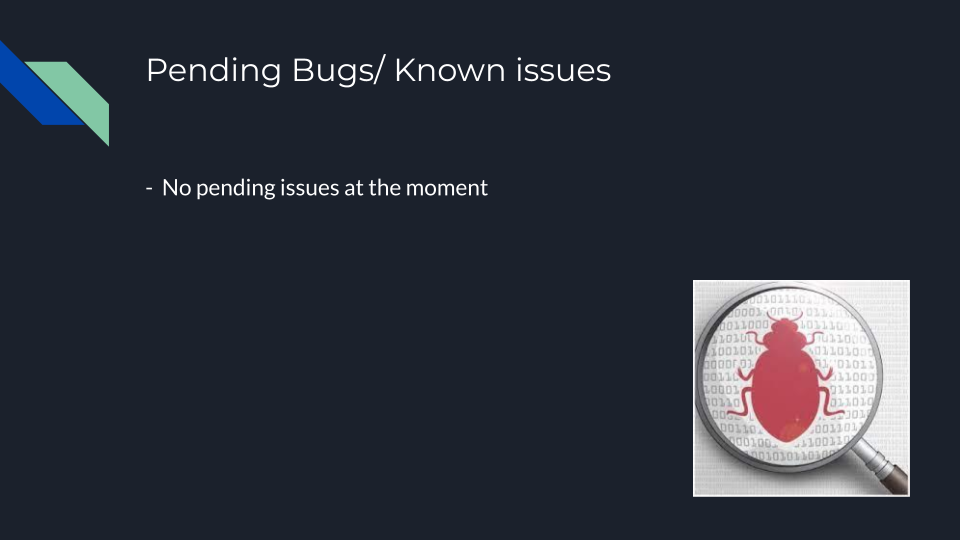 Pending Bugs/ Known issues
- No pending issues at the moment